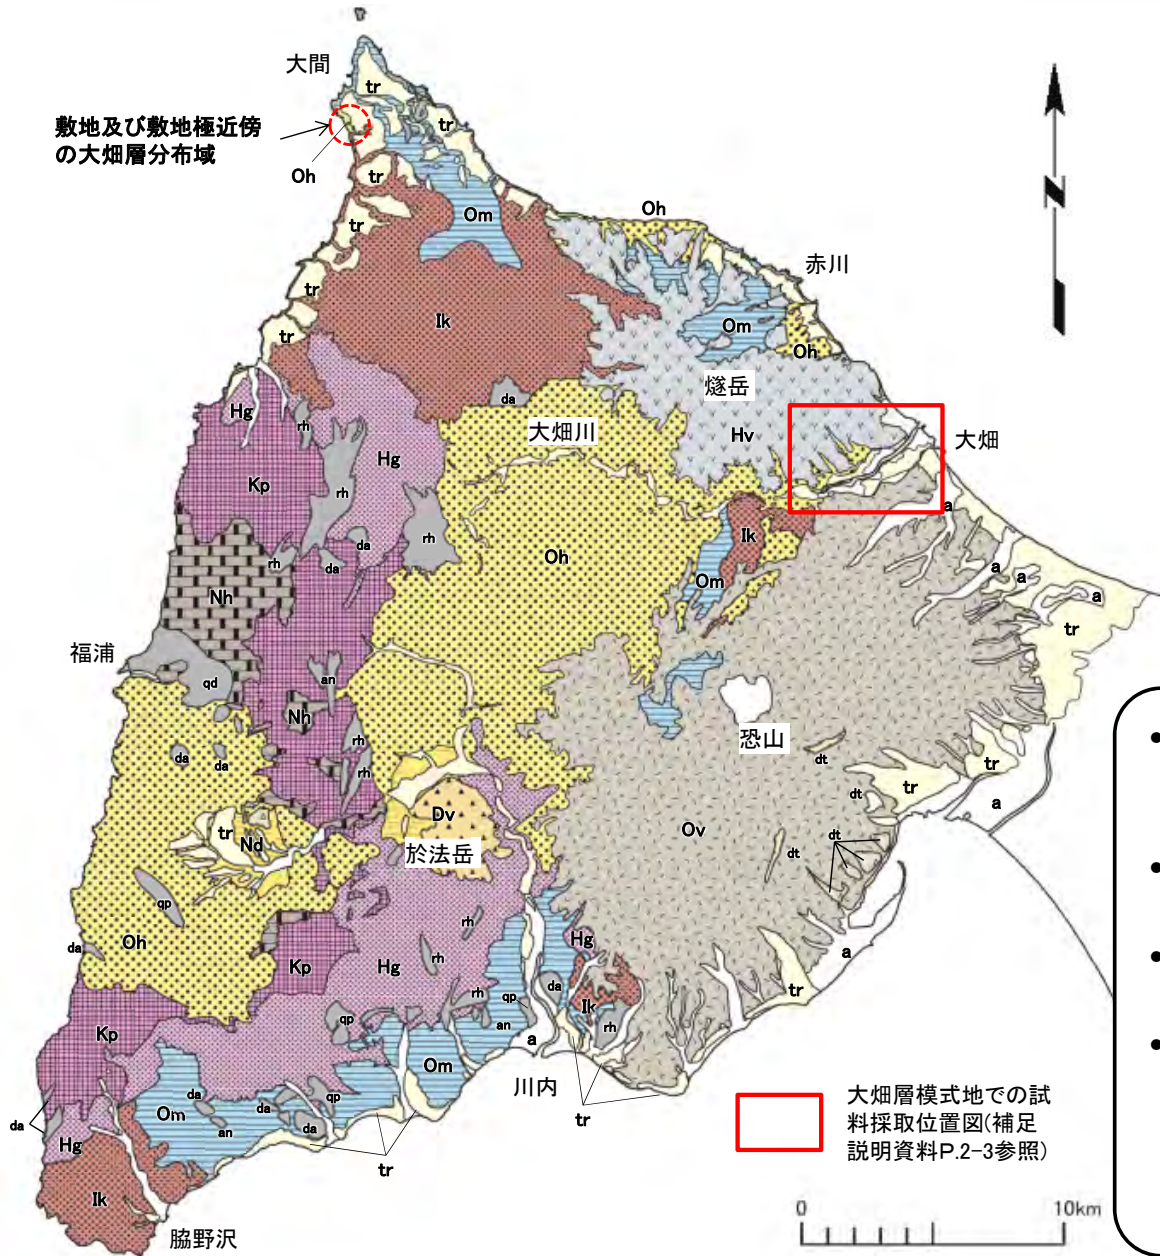 大間
tr
敷地及び敷地極近傍
の大畑層分布域
tr
Oh
tr
Om
Oh
tr
赤川
tr
Ik
Om
tr
Oh
燧岳
da
Hg
大畑川
Hv
大畑
rh
Hg
Kp
rh
a
rh
Ik
da
Oh
rh
da
Om
a
a
Nh
a
tr
福浦
qd
an
Nh
恐山
rh
da
da
dt
tr
rh
dt
tr
a
Dv
Ov
tr
Nd
於法岳
dt
dt
qp
rh
Oh
Hg
da
rh
a
Kp
Hg
rh
da
tr
qp
Ik
qp
an
rh
Kp
a
Om
川内
da
Om
da
qp
tr
da
an
da
Hg
tr
Ik
脇野沢
大畑層模式地での試
料採取位置図(補足
説明資料P.2-3参照)
0
10km
N
•
•
•
•